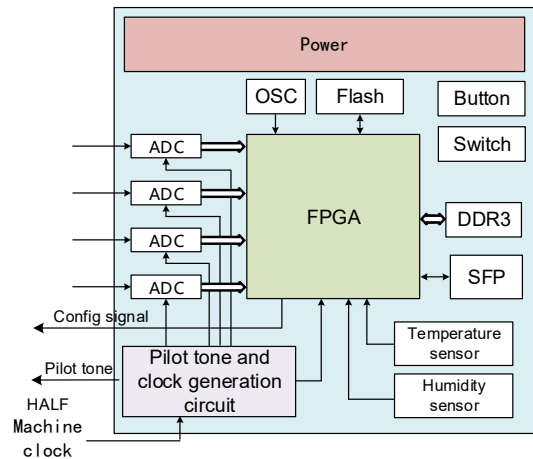 Power
OSC
Flash
Button
Switch
ADC
ADC
ADC
ADC
FPGA
DDR3
SFP
Config signal
Pilot tone
HALF
Machine
clock
Pilot tone and
clock generation
circuit
Temperature
sensor
Humidity
sensor